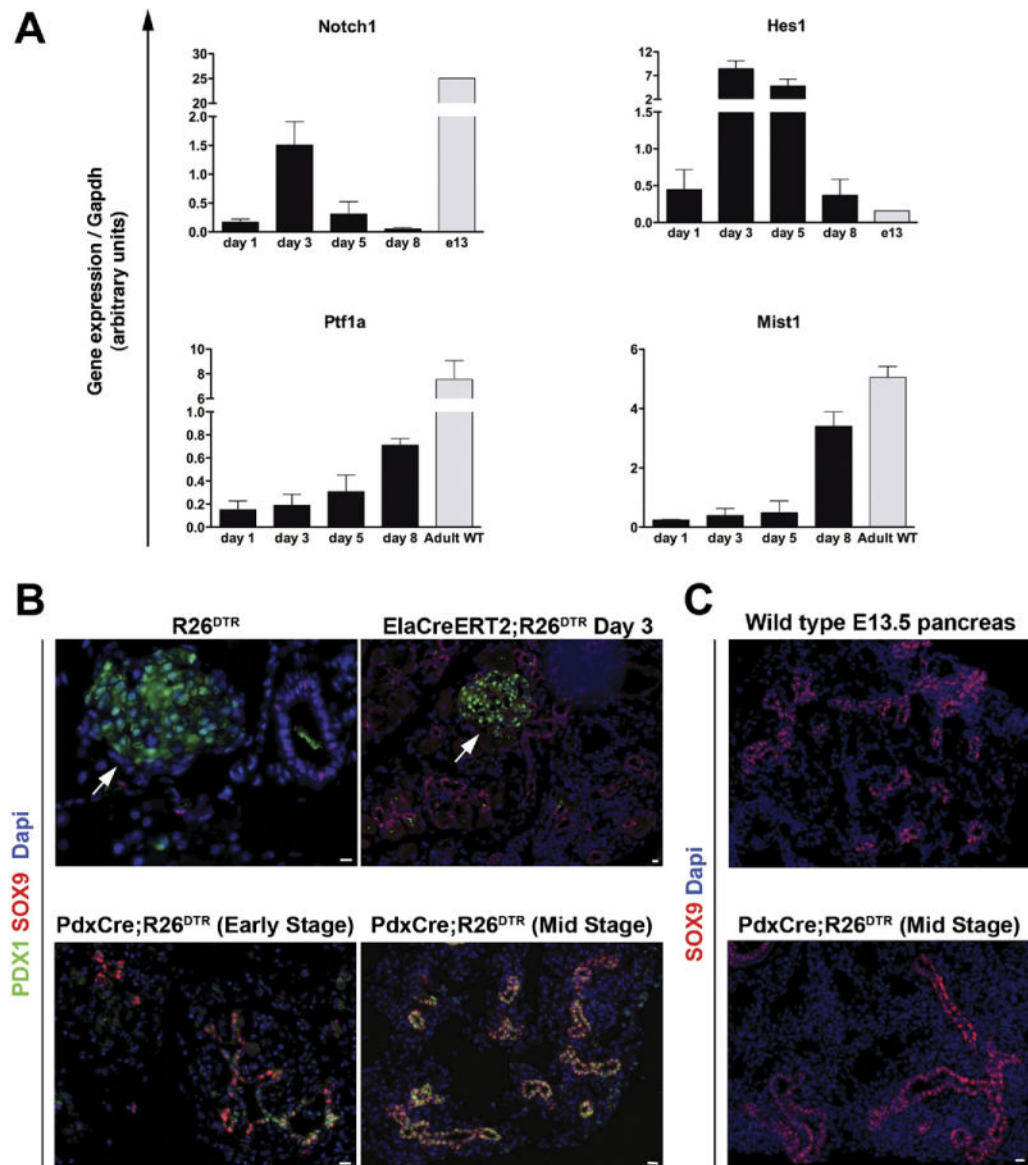 A
Gene expression / Gapdh
(arbitrary units)
Notch1
30
25
20
2.0
1.5
1.0
0.5
0.0
day 1 day 3 day 5 day 8 e13
Hes1
12
7
2
1.5
1.0
0.5
0.0
day 1 day 3 day 5 day 8 e13
Ptf1a
10
8
6
1.0
0.8
0.6
0.4
0.2
0.0
day 1 day 3 day 5 day 8 Adult WT
Mist1
6
4
2
0
day 1 day 3 day 5 day 8 Adult WT
B
PDX1 SOX9 Dapi
R26DTR
ElaCreERT2;R26DTR Day 3
PdxCre;R26DTR (Early Stage)
PdxCre;R26DTR (Mid Stage)
C
SOX9 Dapi
Wild type E13.5 pancreas
PdxCre;R26DTR (Mid Stage)